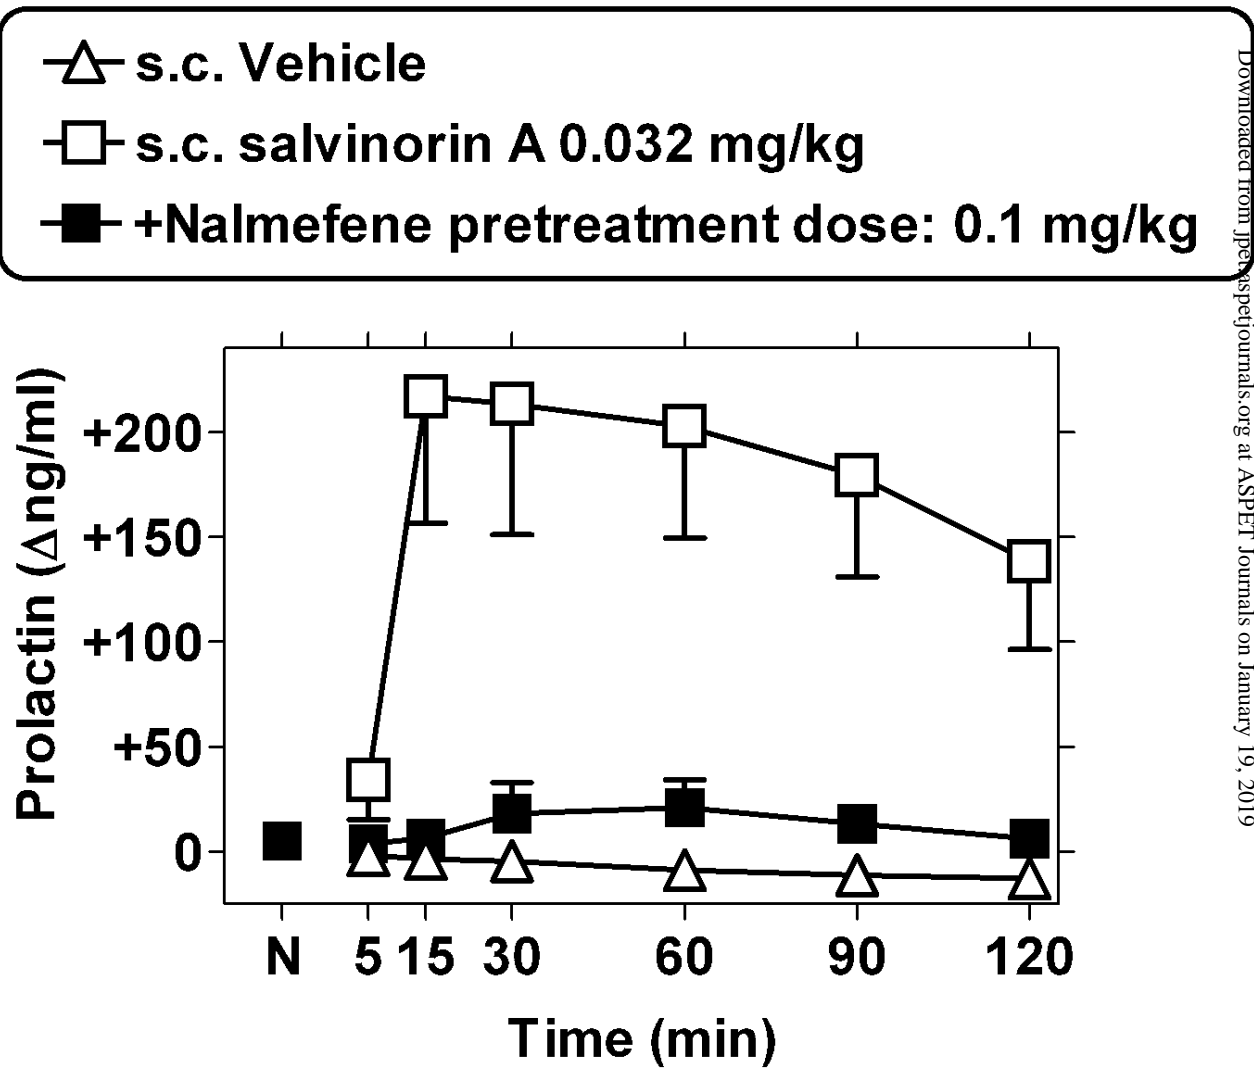 s.c. Vehicle
s.c. salvinorin A 0.032 mg/kg
+Nalmefene pretreatment dose: 0.1 mg/kg
Downloaded from jpet.aspetjournals.org at ASPET Journals on January 19, 2019
Prolactin (Δng/ml)
+200
+150
+100
+50
0
N 5 15 30 60 90 120
Time (min)